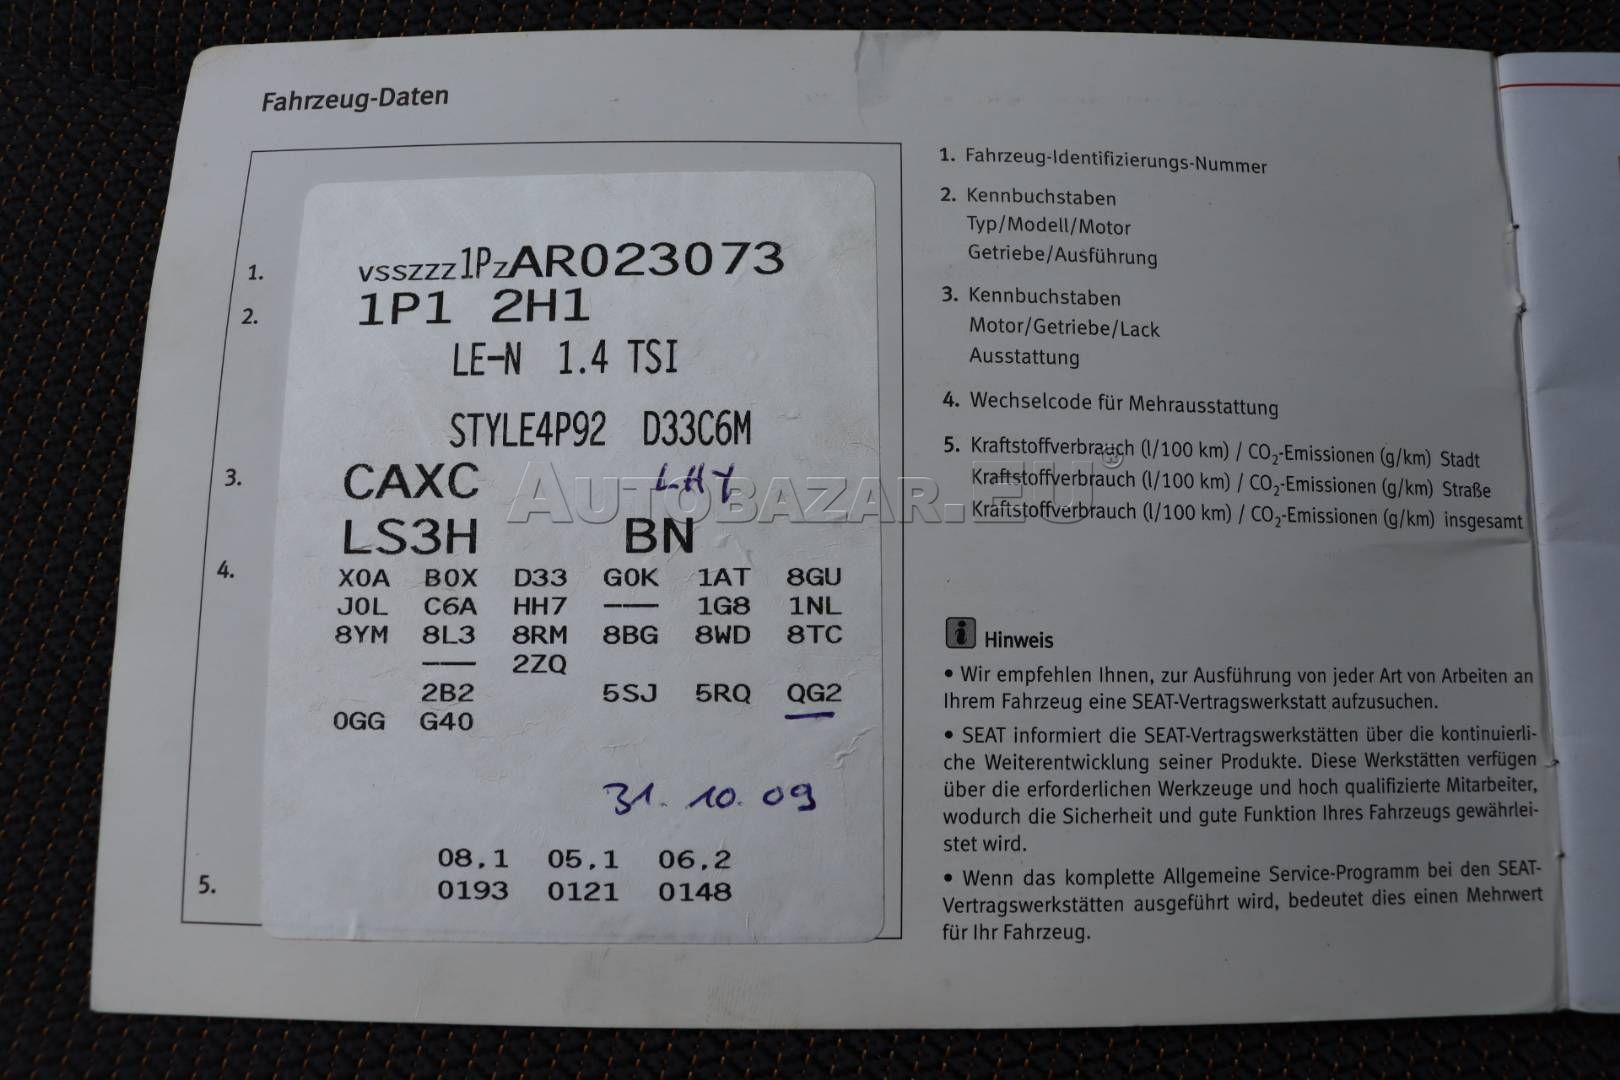 Fahrzeug-Daten
1. vsszzz1PzAR023073
2. 1P1 2H1
LE-N 1.4 TSI
STYLE4P92 D33C6M
3. CAXC LHY
LS3H BN
4. X0A B0X D33 G0K 1AT 8GU
J0L C6A HH7 --- 1G8 1NL
8YM 8L3 8RM 8BG 8WD 8TC
--- 2ZQ
2B2 5SJ 5RQ QG2
0GG G40
31. 10. 09
08,1 05,1 06,2
5. 0193 0121 0148
1. Fahrzeug-Identifizierungs-Nummer
2. Kennbuchstaben
Typ/Modell/Motor
Getriebe/Ausführung
3. Kennbuchstaben
Motor/Getriebe/Lack
Ausstattung
4. Wechselcode für Mehrausstattung
5. Kraftstoffverbrauch (l/100 km) / CO₂-Emissionen (g/km) Stadt
Kraftstoffverbrauch (l/100 km) / CO₂-Emissionen (g/km) Straße
Kraftstoffverbrauch (l/100 km) / CO₂-Emissionen (g/km) insgesamt
AUTOBAZAR.EU®
i Hinweis
• Wir empfehlen Ihnen, zur Ausführung von jeder Art von Arbeiten an
Ihrem Fahrzeug eine SEAT-Vertragswerkstatt aufzusuchen.
• SEAT informiert die SEAT-Vertragswerkstätten über die kontinuierli-
che Weiterentwicklung seiner Produkte. Diese Werkstätten verfügen
über die erforderlichen Werkzeuge und hoch qualifizierte Mitarbeiter,
wodurch die Sicherheit und gute Funktion Ihres Fahrzeugs gewährlei-
stet wird.
• Wenn das komplette Allgemeine Service-Programm bei den SEAT-
Vertragswerkstätten ausgeführt wird, bedeutet dies einen Mehrwert
für Ihr Fahrzeug.